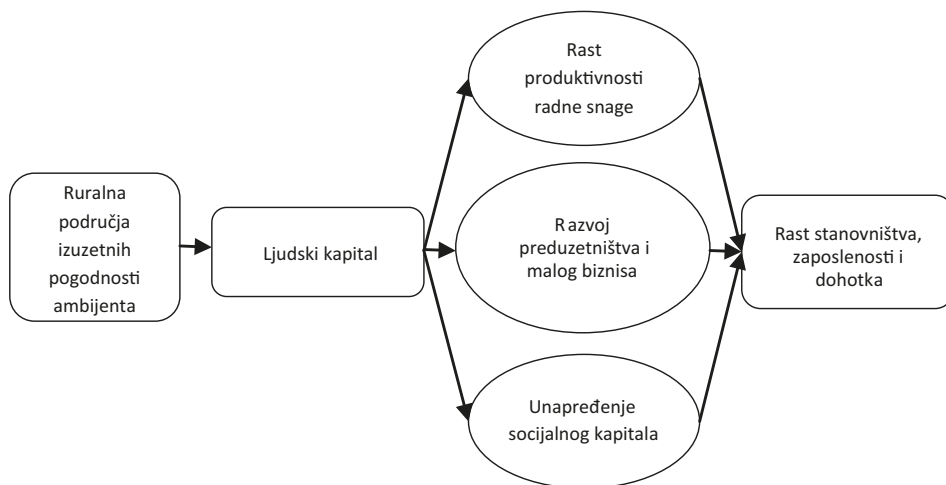 Ruralna
područja
izuzetnih
pogodnosti
ambijenta
Ljudski kapital
Rast
produktivnosti
radne snage
Razvoj
preduzetništva i
malog biznisa
Unapređenje
socijalnog kapitala
Rast stanovništva,
zaposlenosti i
dohotka